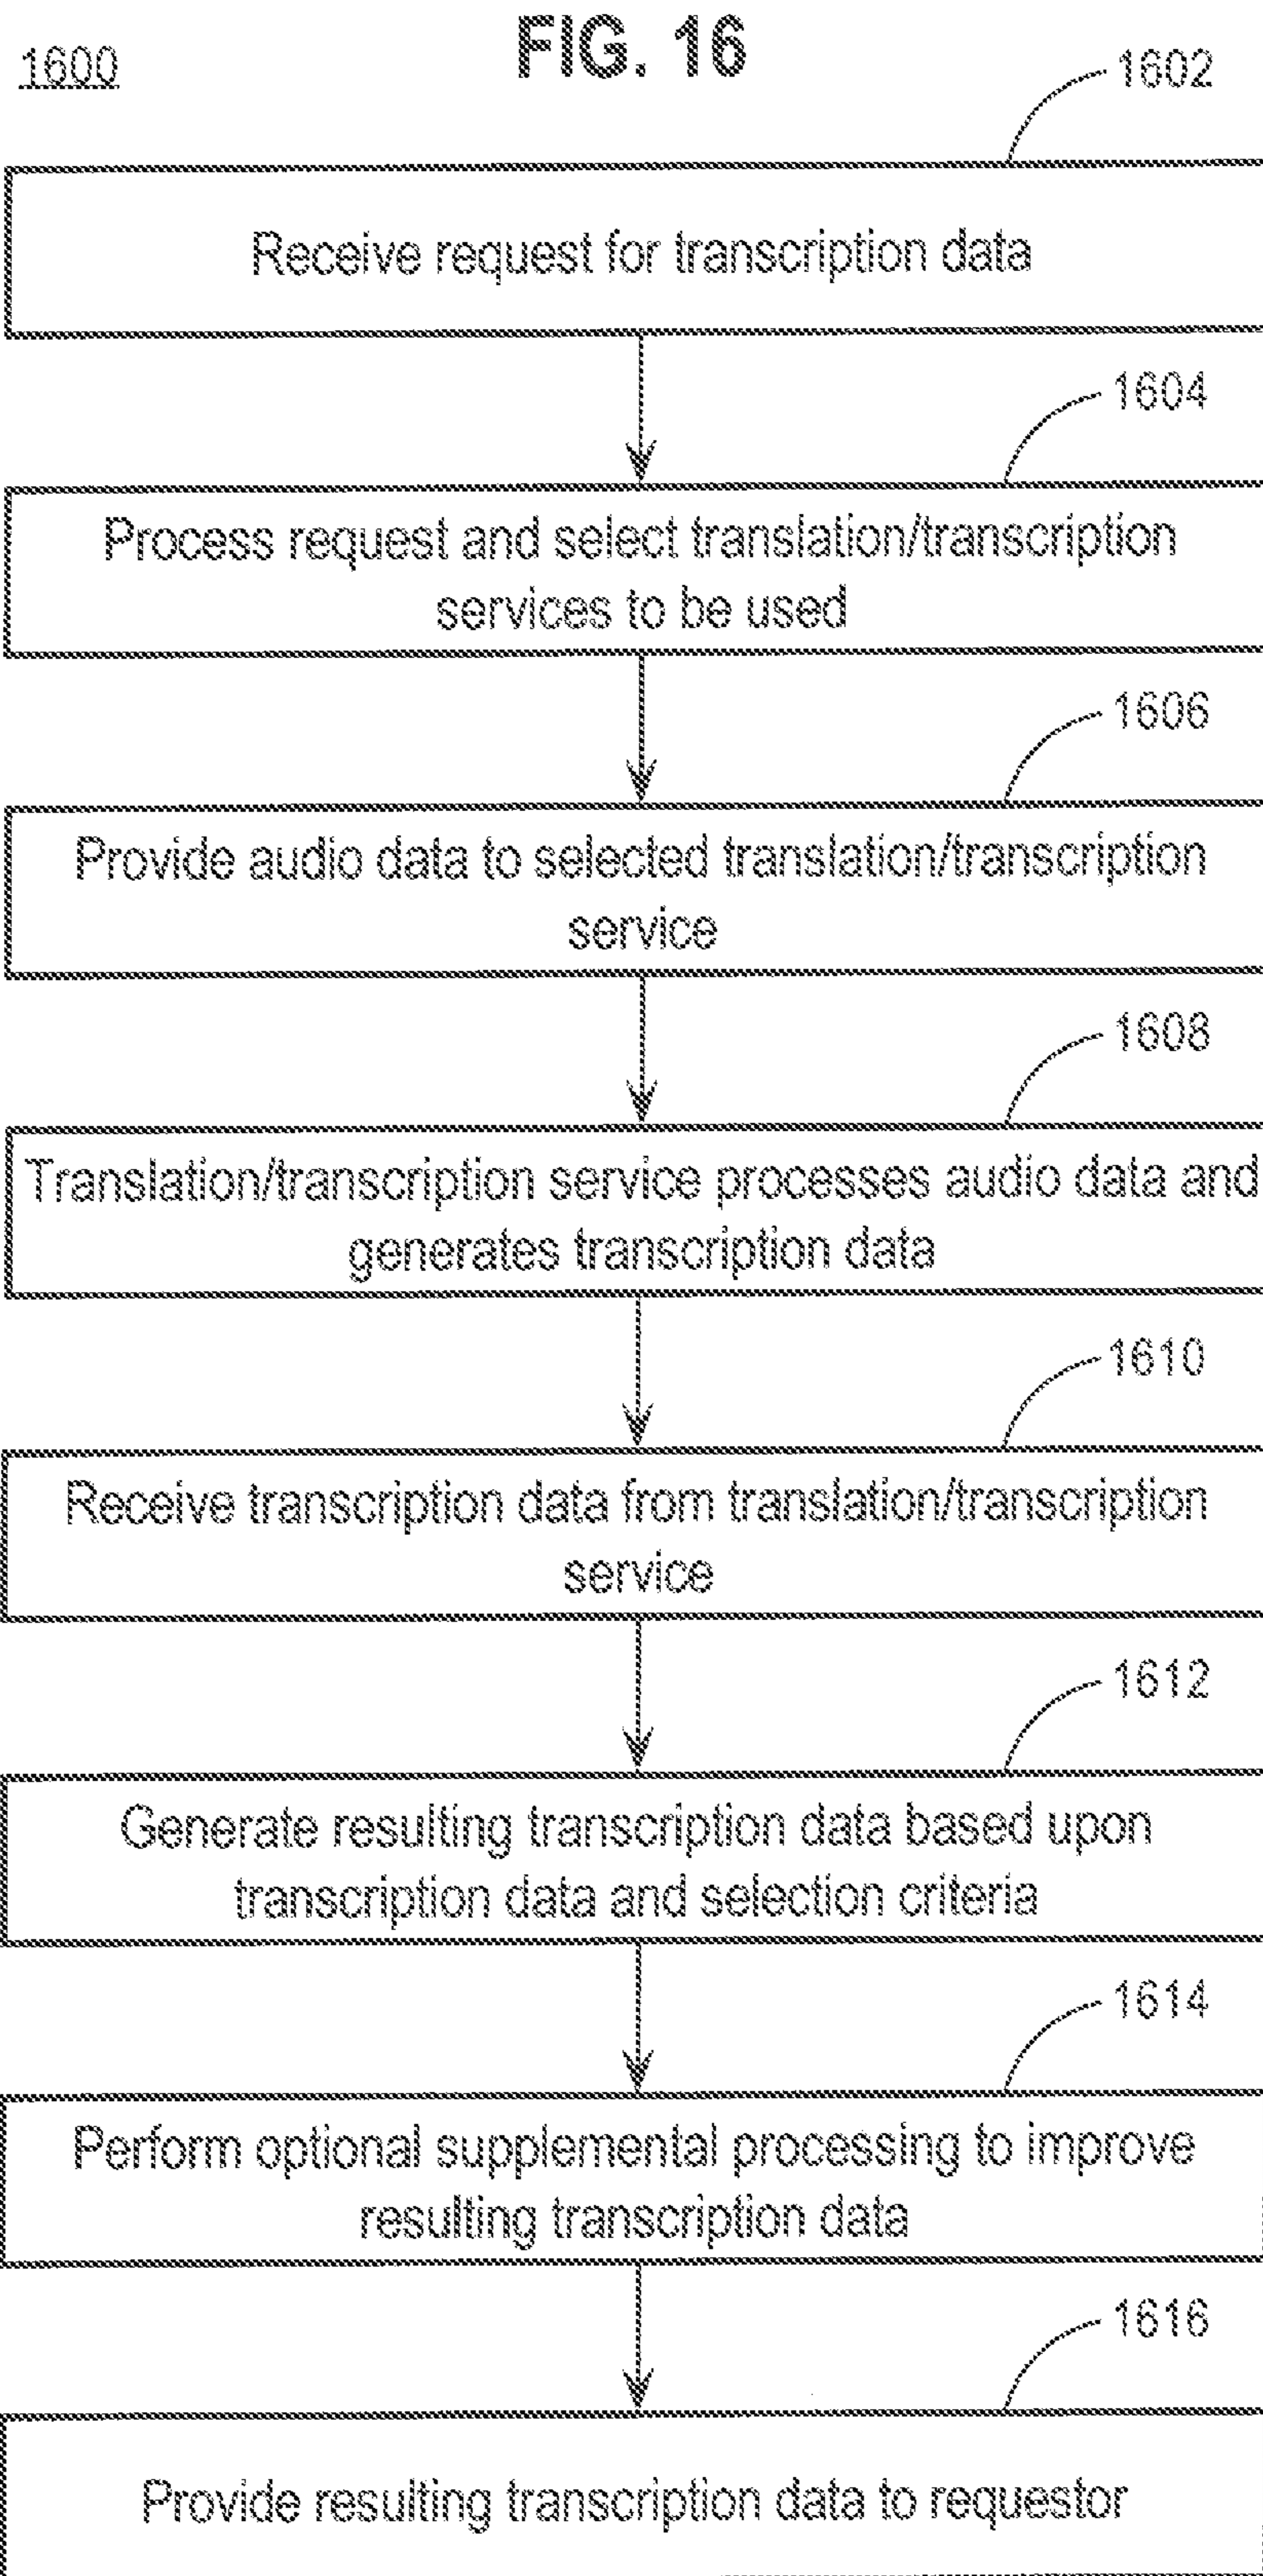 FIG. 16
1600
1602
Receive request for transcription data
1604
Process request and select translation/transcription
services to be used
1606
Provide audio data to selected translation/transcription
service
1608
Translation/transcription service processes audio data and
generates transcription data
1610
Receive transcription data from translation/transcription
service
1612
Generate resulting transcription data based upon
transcription data and selection criteria
1614
Perform optional supplemental processing to improve
resulting transcription data
1616
Provide resulting transcription data to requestor